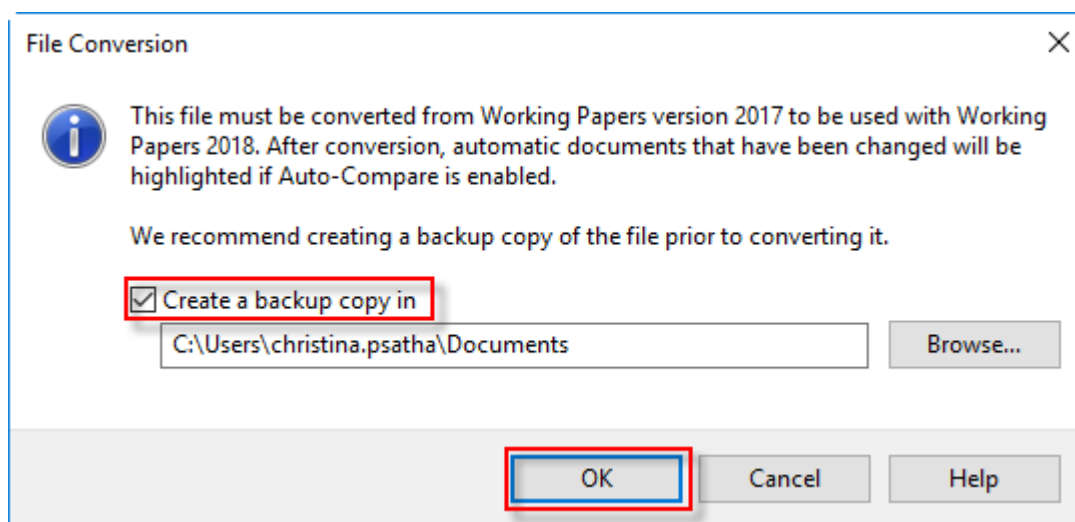 File Conversion
This file must be converted from Working Papers version 2017 to be used with Working
Papers 2018. After conversion, automatic documents that have been changed will be
highlighted if Auto-Compare is enabled.
We recommend creating a backup copy of the file prior to converting it.
Create a backup copy in
C:\Users\christina.psatha\Documents
Browse...
OK
Cancel
Help